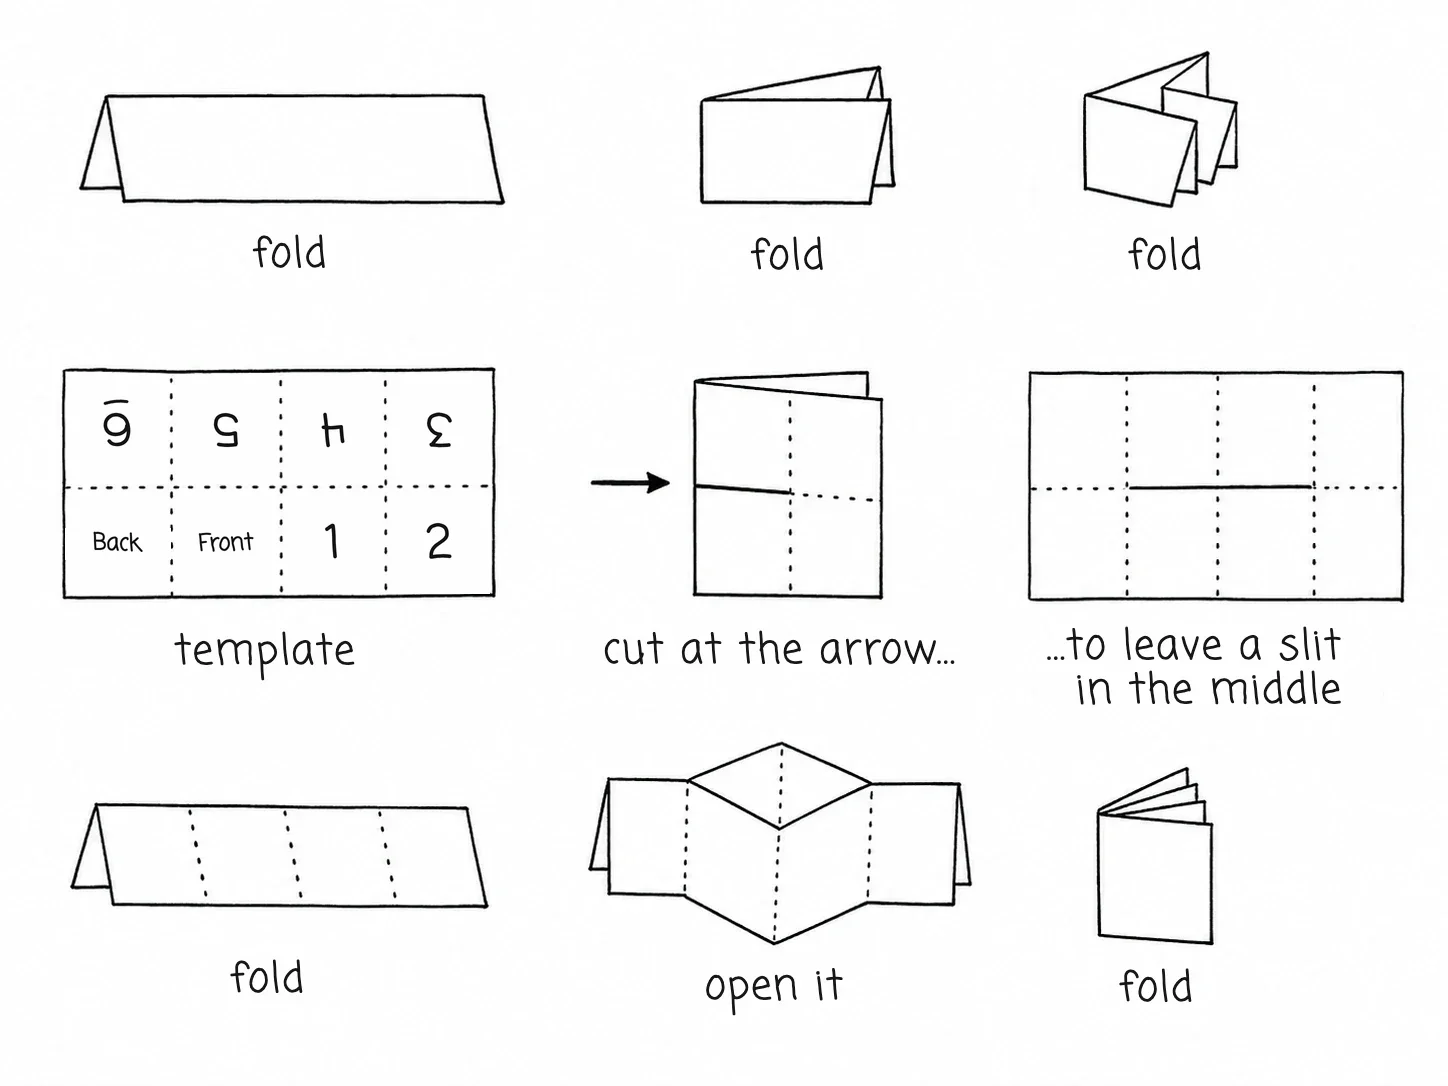 fold
fold
fold
6 5 4 3
Back Front 1 2
template
cut at the arrow...
...to leave a slit
in the middle
fold
open it
fold